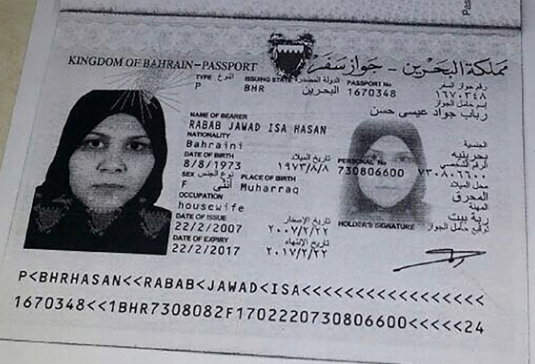 KINGDOM OF BAHRAIN-PASSPORT
مملكة البحرين - جواز سفر
TYPE النوع ISSUING STATE الدولة المصدرة PASSPORT No رقم جواز السفر
P BHR البحرين 1670348 ١٦٧٠٣٤٨
NAME OF BEARER إسم حامل الجواز
RABAB JAWAD ISA HASAN رباب جواد عيسى حسن
NATIONALITY الجنسية
Bahraini بحرينية
DATE OF BIRTH تاريخ الميلاد PERSONAL No الرقم الشخصي
8/8/1973 ١٩٧٣/٨/٨ 730806600 ٧٣٠٨٠٦٦٠٠
SEX نوع الجنس PLACE OF BIRTH محل الميلاد
F أنثى Muharraq المحرق
OCCUPATION المهنة
housewife ربة بيت
DATE OF ISSUE تاريخ الإصدار HOLDER'S SIGNATURE توقيع حامل الجواز
22/2/2007 ٢٠٠٧/٢/٢٢
DATE OF EXPIRY تاريخ الإنتهاء
22/2/2017 ٢٠١٧/٢/٢٢
P<BHRHASAN<<RABAB<JAWAD<ISA<<<<<<<<<<<<<<<<<
1670348<<1BHR7308082F1702220730806600<<<<<24